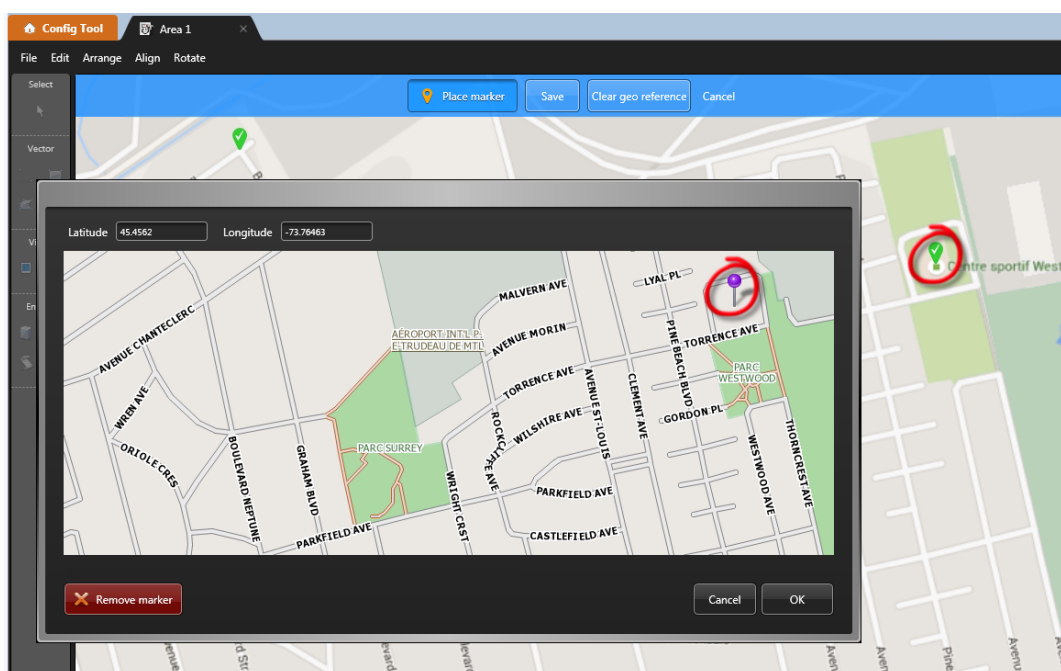 Config Tool
Area 1
File Edit Arrange Align Rotate
Select
Place marker
Save
Clear geo reference
Cancel
Vector
Latitude 45.4562 Longitude -73.76463
Centre sportif West
LYAL PL
MALVERN AVE
AVENUE CHANTECLERC
AÉROPORT INT'L P-
E-TRUDEAU DE MTL
AVENUE MORIN
PINE BEACH BLVD
TORRENCE AVE
PARC
WESTWOOD
TORRENCE AVE
AVENUE ST-LOUIS
CLEMENT AVE
WREN AVE
WILSHIRE AVE
GORDON PL
ORIOLE CRES
BOULEVARD NEPTUNE
GRAHAM BLVD
PARC SURREY
ROCKCLIFFE AVE
WRIGHT CRST
WESTWOOD AVE
THORNCREST AVE
PARKFIELD AVE
PARKFIELD AVE
CASTLEFIELD AVE
Remove marker
Cancel
OK
Pine
Aven
Aven